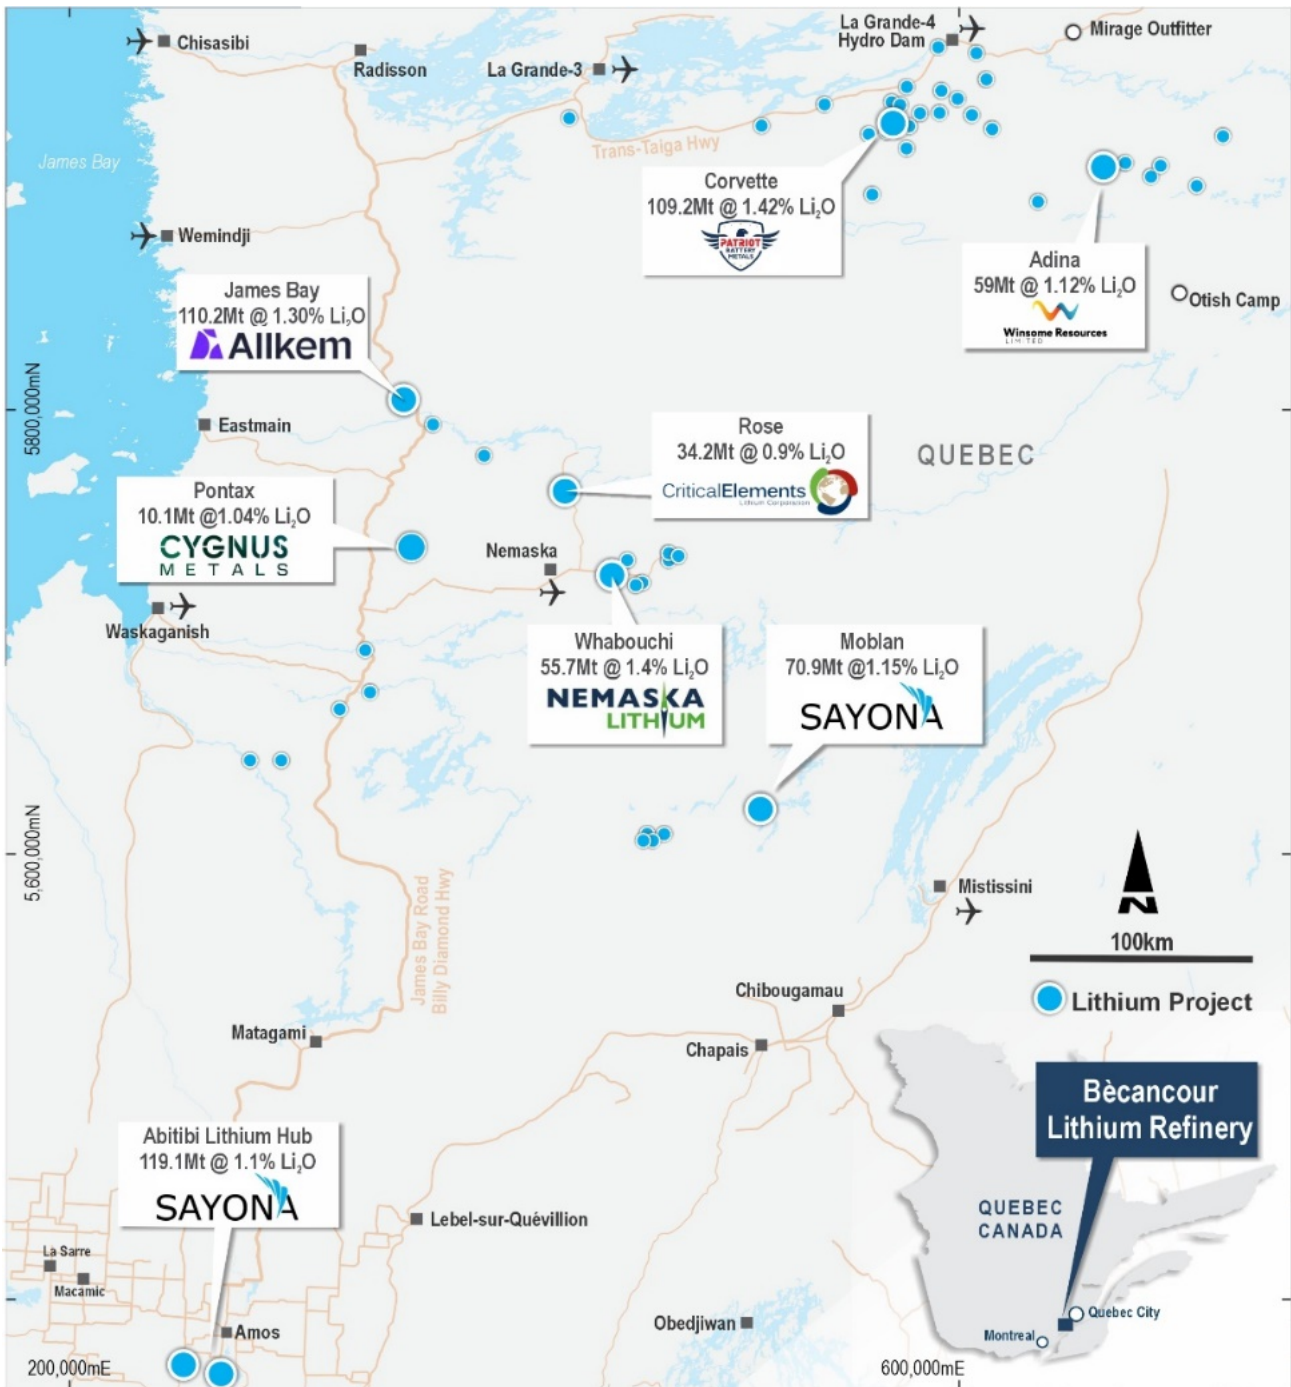 Chisasibi
Radisson
La Grande-3
La Grande-4
Hydro Dam
Mirage Outfitter
James Bay
Trans-Taiga Hwy
Corvette
109.2Mt @ 1.42% Li₂O
PATRIOT
BATTERY
METALS
Wemindji
Adina
59Mt @ 1.12% Li₂O
Winsome Resources
LIMITED
Otish Camp
James Bay
110.2Mt @ 1.30% Li₂O
Allkem
5800,000mN
Eastmain
Rose
34.2Mt @ 0.9% Li₂O
CriticalElements
Lithium Corporation
QUEBEC
Pontax
10.1Mt @1.04% Li₂O
CYGNUS
METALS
Nemaska
Waskaganish
Whabouchi
55.7Mt @ 1.4% Li₂O
NEMASKA
LITHIUM
Moblan
70.9Mt @1.15% Li₂O
SAYONA
5,600,000mN
Mistissini
N
100km
Lithium Project
James Bay Road
Billy Diamond Hwy
Chibougamau
Matagami
Chapais
Bècancour
Lithium Refinery
Abitibi Lithium Hub
119.1Mt @ 1.1% Li₂O
SAYONA
Lebel-sur-Quévillion
QUEBEC
CANADA
La Sarre
Macamic
Amos
Obedjiwan
Quebec City
Montreal
200,000mE
600,000mE